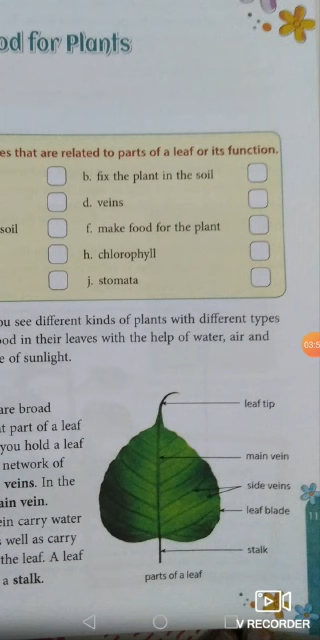 od for Plants
es that are related to parts of a leaf or its function.
b. fix the plant in the soil
d. veins
soil
f. make food for the plant
h. chlorophyll
j. stomata
ou see different kinds of plants with different types
ood in their leaves with the help of water, air and
e of sunlight.
are broad
t part of a leaf
you hold a leaf
network of
veins. In the
ain vein.
ein carry water
well as carry
the leaf. A leaf
a stalk.
leaf tip
main vein
side veins
leaf blade
stalk
parts of a leaf
11
03:5
V RECORDER